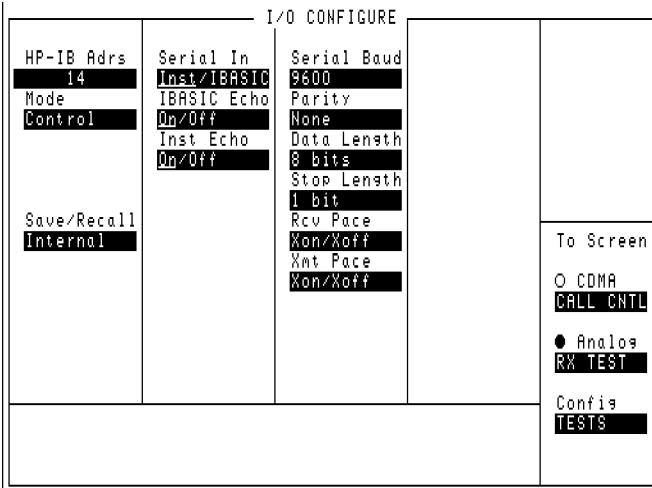 I/O CONFIGURE
HP-IB Adrs
14
Mode
Control
Save/Recall
Internal
Serial In
Inst/IBASIC
IBASIC Echo
On/Off
Inst Echo
On/Off
Serial Baud
9600
Parity
None
Data Length
8 bits
Stop Length
1 bit
Rcv Pace
Xon/Xoff
Xmt Pace
Xon/Xoff
To Screen
CDMA
CALL CNTL
Analog
RX TEST
Config
TESTS